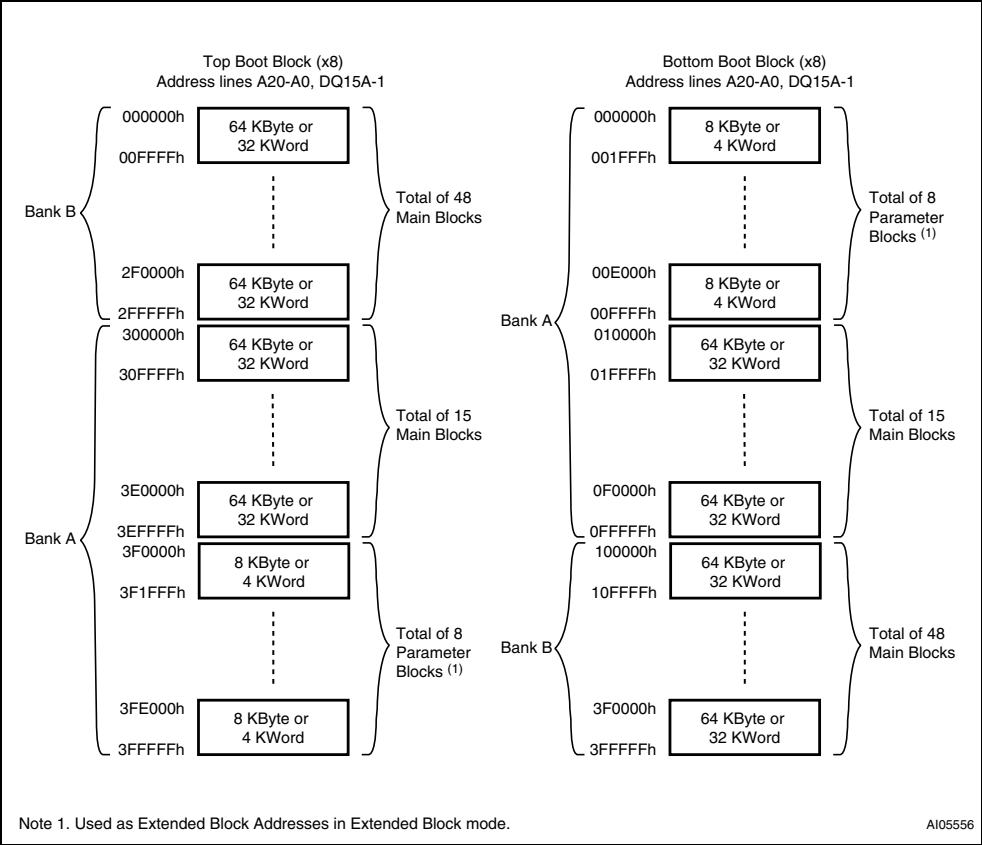 Top Boot Block (x8)
Address lines A20-A0, DQ15A-1
000000h
64 KByte or
32 KWord
00FFFFh
Total of 48
Main Blocks
Bank B
2F0000h
64 KByte or
32 KWord
2FFFFFh
300000h
64 KByte or
32 KWord
30FFFFh
Total of 15
Main Blocks
3E0000h
64 KByte or
32 KWord
3EFFFFh
Bank A
3F0000h
8 KByte or
4 KWord
3F1FFFh
Total of 8
Parameter
Blocks (1)
3FE000h
8 KByte or
4 KWord
3FFFFFh
Bottom Boot Block (x8)
Address lines A20-A0, DQ15A-1
000000h
8 KByte or
4 KWord
001FFFh
Total of 8
Parameter
Blocks (1)
00E000h
8 KByte or
4 KWord
00FFFFh
Bank A
010000h
64 KByte or
32 KWord
01FFFFh
Total of 15
Main Blocks
0F0000h
64 KByte or
32 KWord
0FFFFFh
100000h
64 KByte or
32 KWord
10FFFFh
Bank B
Total of 48
Main Blocks
3F0000h
64 KByte or
32 KWord
3FFFFFh
Note 1. Used as Extended Block Addresses in Extended Block mode.
AI05556